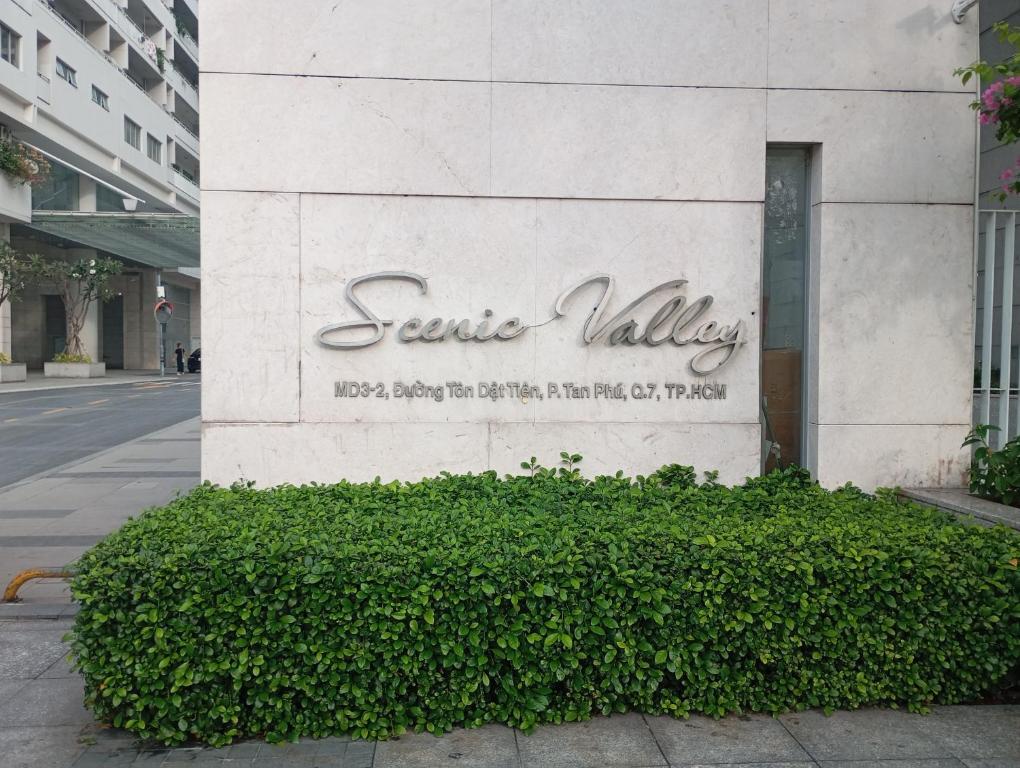 Scenic Valley
MD3-2, Đường Tôn Dật Tiên, P. Tan Phú, Q.7, TP.HCM